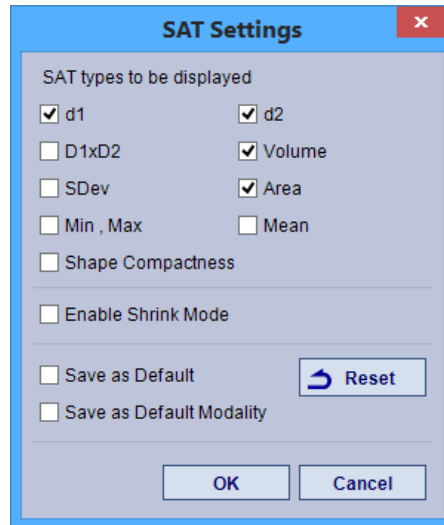 SAT Settings
SAT types to be displayed
d1 d2
D1xD2 Volume
SDev Area
Min , Max Mean
Shape Compactness
Enable Shrink Mode
Save as Default Reset
Save as Default Modality
OK Cancel